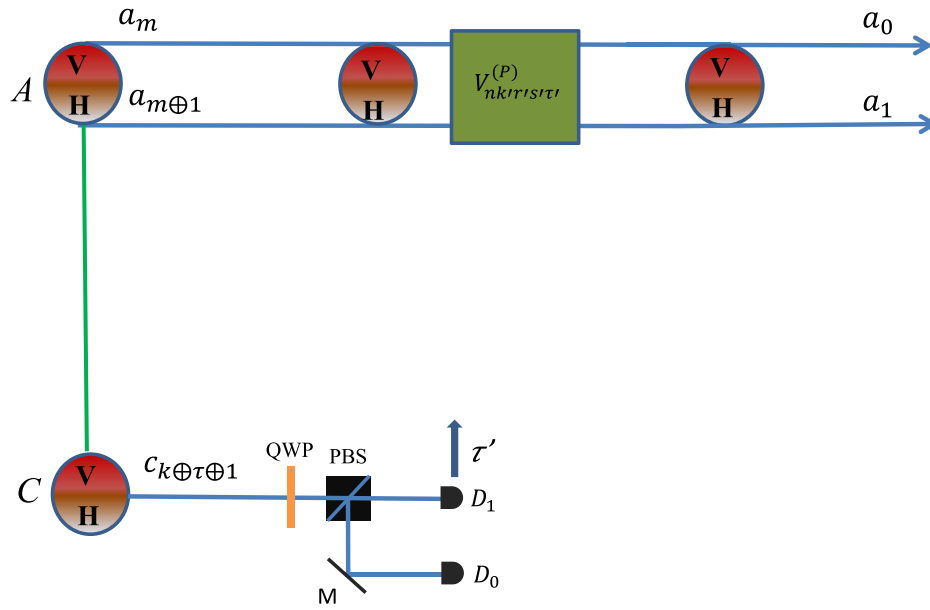 a_m
a_0
V
H
A
a_{m⊕1}
V
H
V^{(P)}_{nk′r′s′τ′}
V
H
a_1
V
H
C
c_{k⊕τ⊕1}
QWP
PBS
τ’
D_1
D_0
M